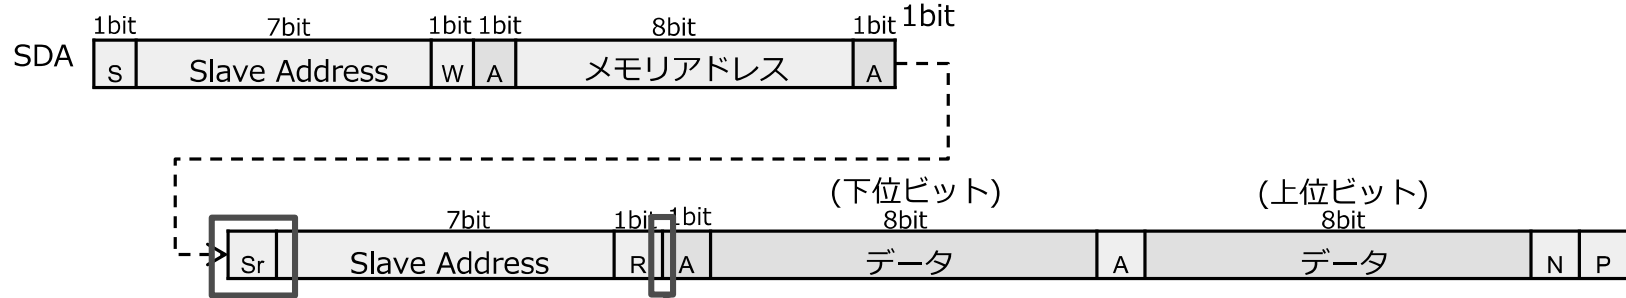 1bit 7bit 1bit 1bit 8bit 1bit 1bit
SDA S Slave Address W A メモリアドレス A
(下位ビット) (上位ビット)
7bit 1bit 1bit 8bit 8bit
Sr Slave Address R A データ A データ N P